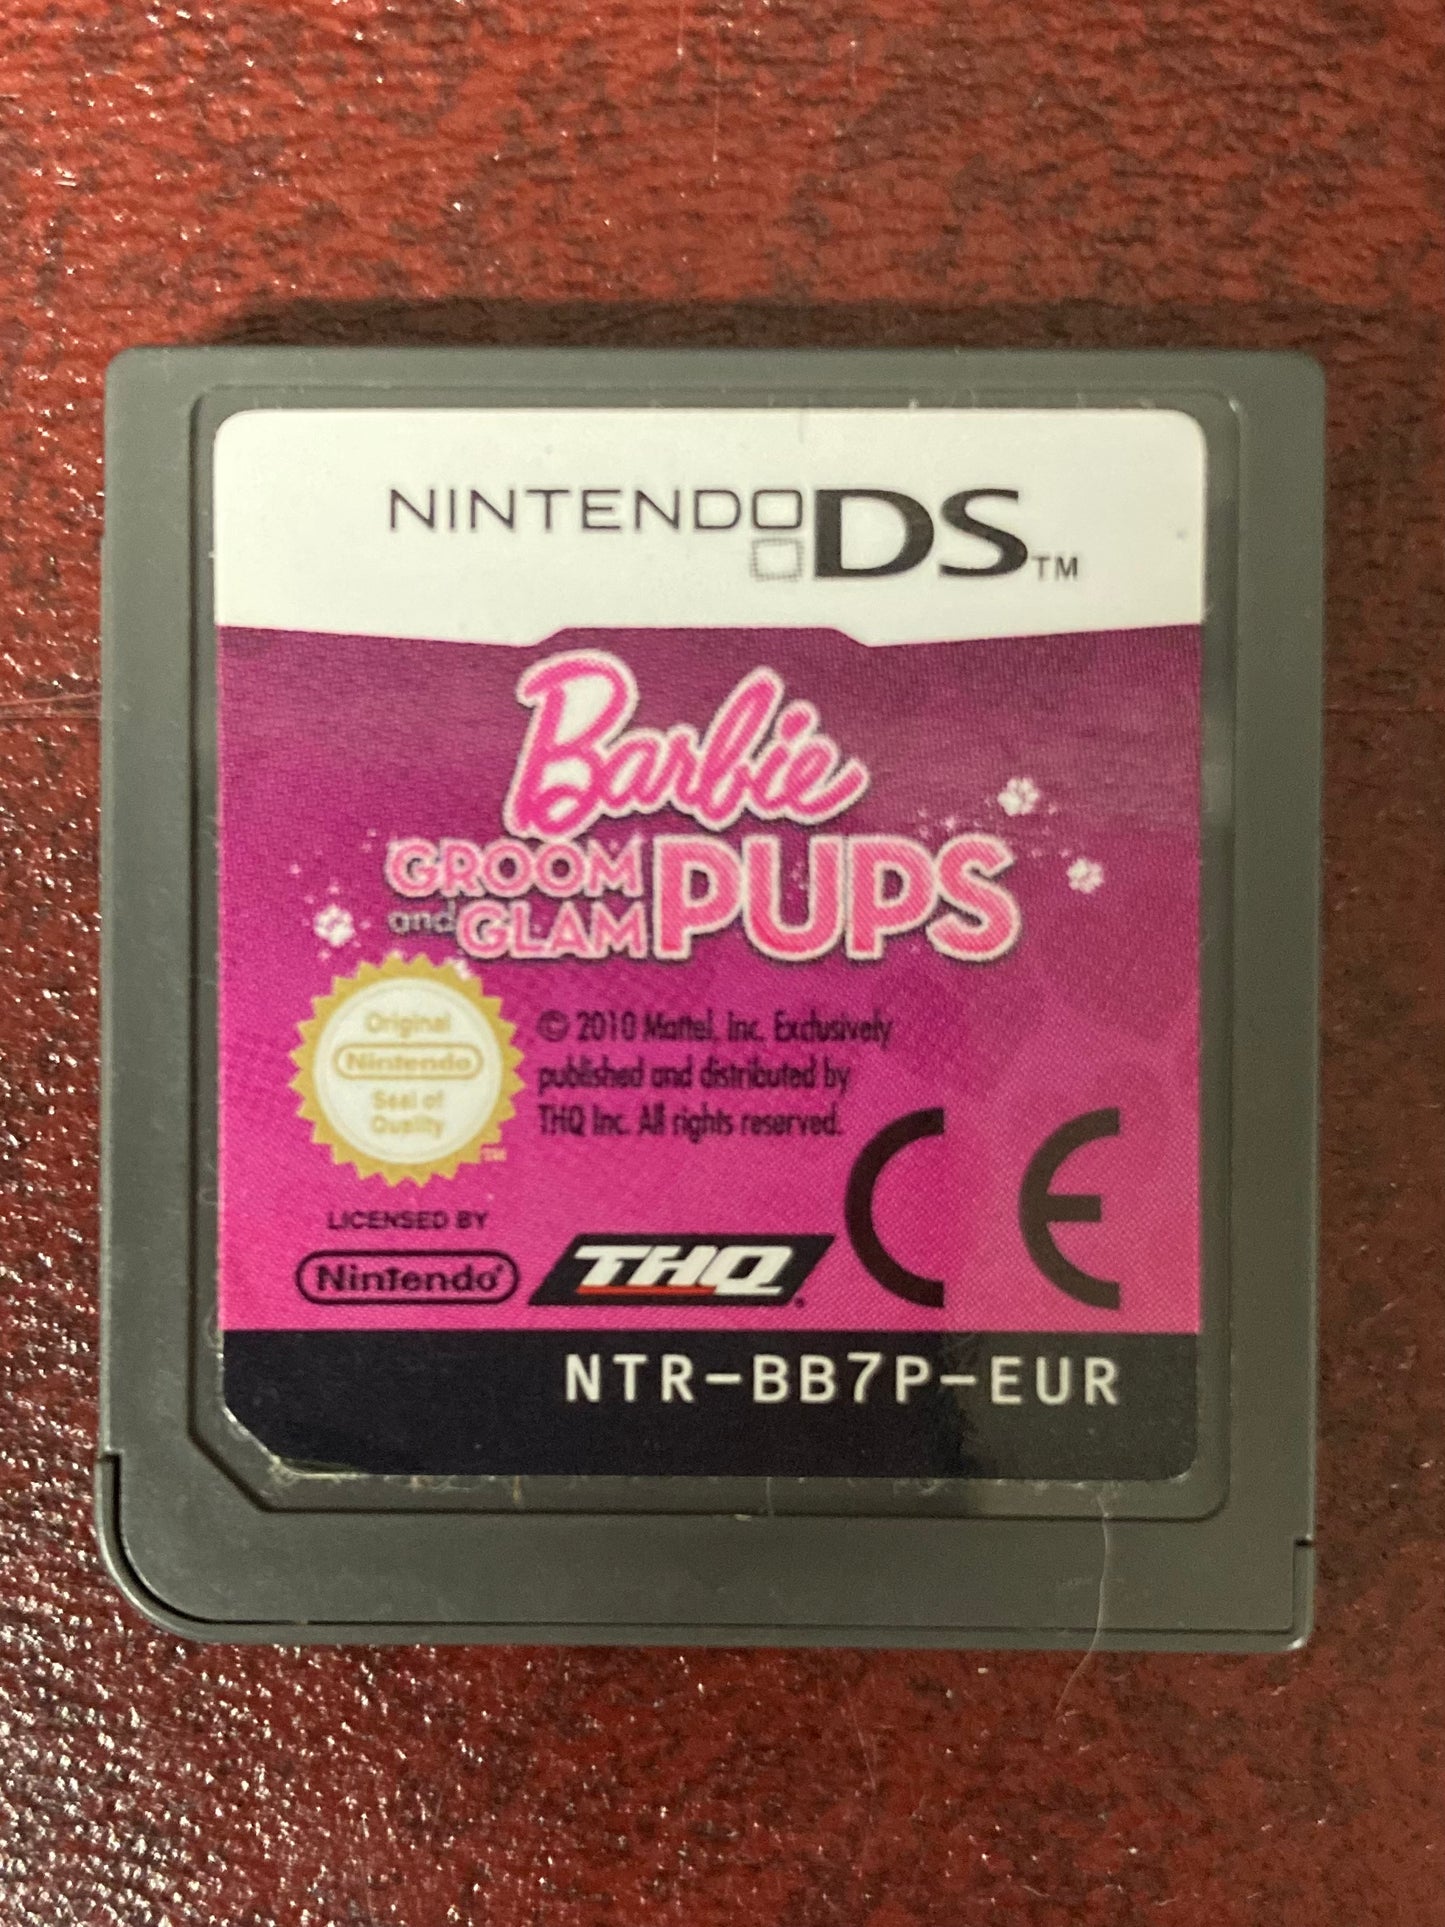 NINTENDO DS™
Barbie
GROOM
and GLAM PUPS
Original
Nintendo
Seal of
Quality
TM
© 2010 Mattel, Inc. Exclusively
published and distributed by
THQ Inc. All rights reserved.
LICENSED BY
Nintendo®
THQ®
CE
NTR-BB7P-EUR